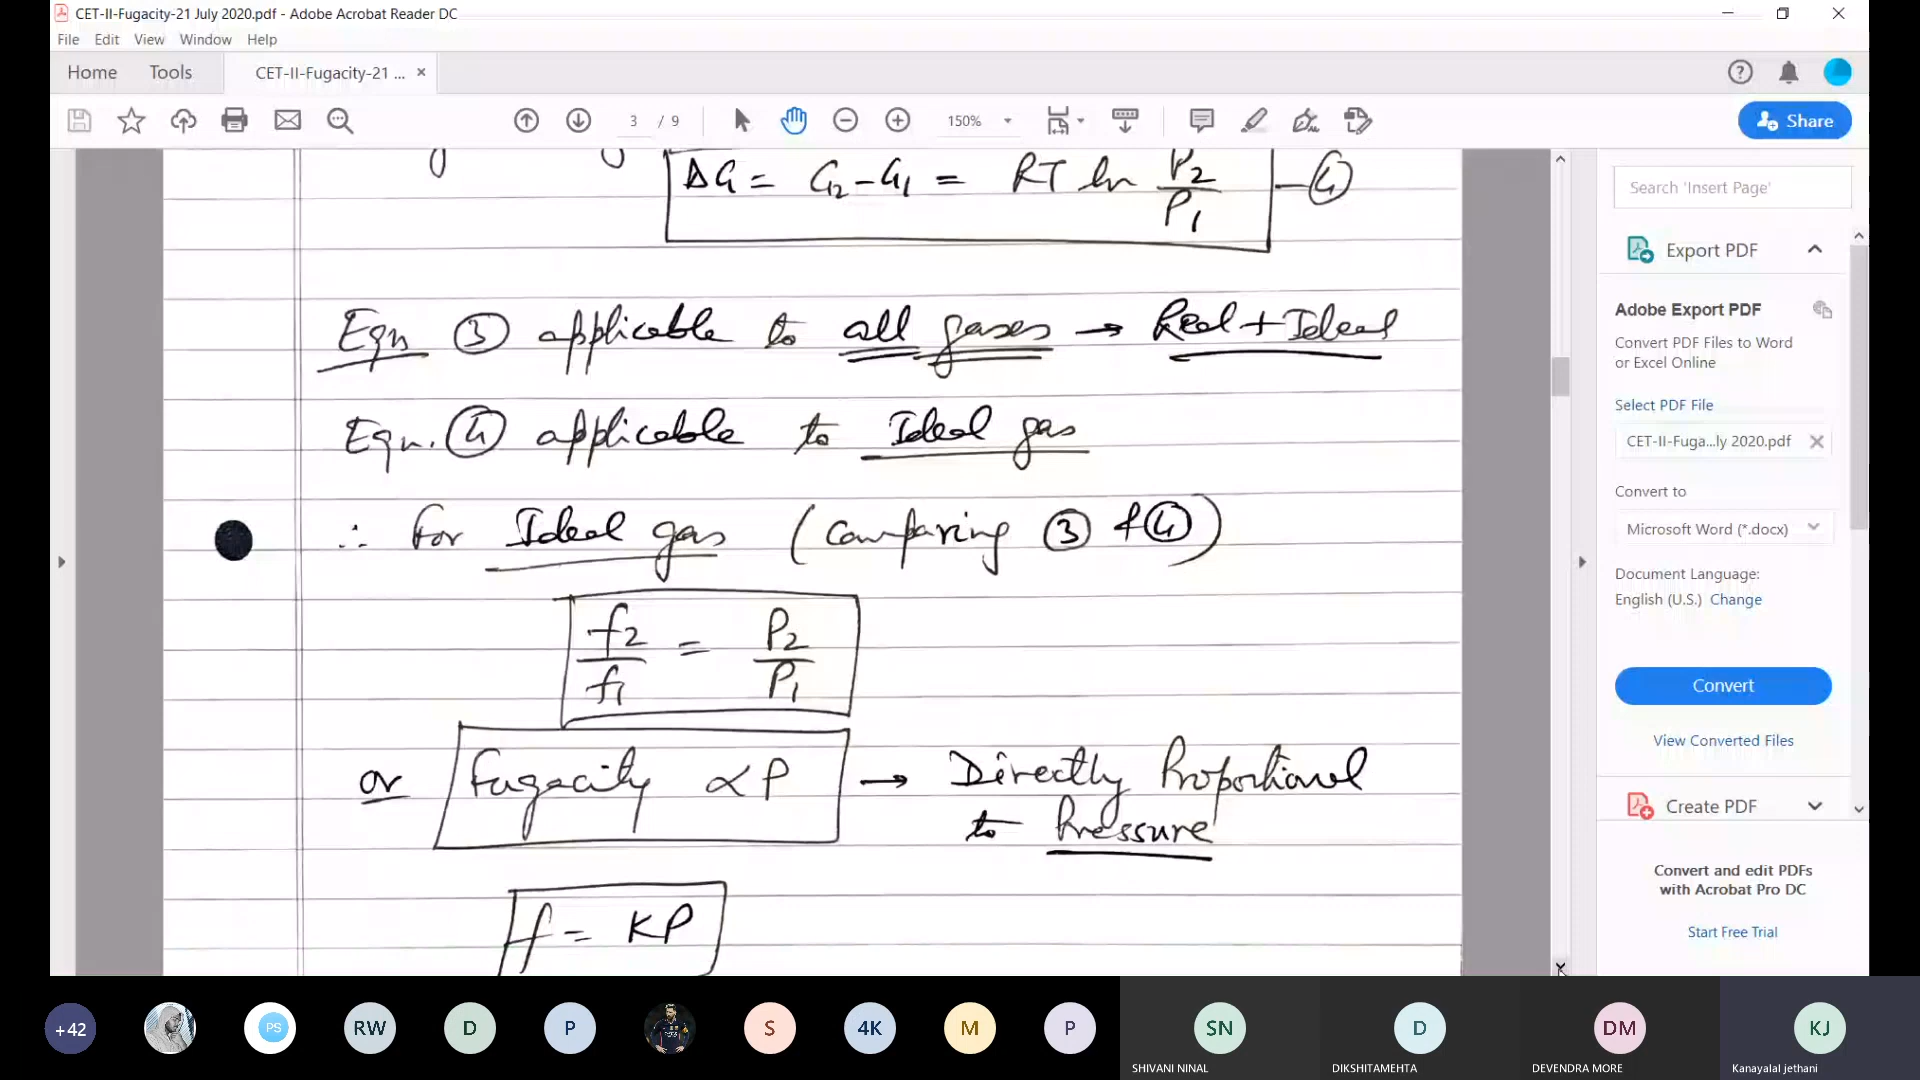 CET-II-Fugacity-21 July 2020.pdf - Adobe Acrobat Reader DC
File Edit View Window Help
Home Tools CET-II-Fugacity-21 ... ×
3 / 9 150% Share
ΔG = G₂-G₁ = RT ln P₂/P₁ - ④
Eqn ③ applicable to all gases → Real + Ideal
Eqn. ④ applicable to Ideal gas
∴ For Ideal gas (Comparing ③ & ④)
f₂/f₁ = P₂/P₁
or Fugacity ∝ P → Directly Proportional
to Pressure
f = KP
Search 'Insert Page'
Export PDF
Adobe Export PDF
Convert PDF Files to Word
or Excel Online
Select PDF File
CET-II-Fuga...ly 2020.pdf
Convert to
Microsoft Word (*.docx)
Document Language:
English (U.S.) Change
Convert
View Converted Files
Create PDF
Convert and edit PDFs
with Acrobat Pro DC
Start Free Trial
+42 PS RW D P S 4K M P SN D DM KJ
SHIVANI NINAL DIKSHITAMEHTA DEVENDRA MORE Kanayalal jethani